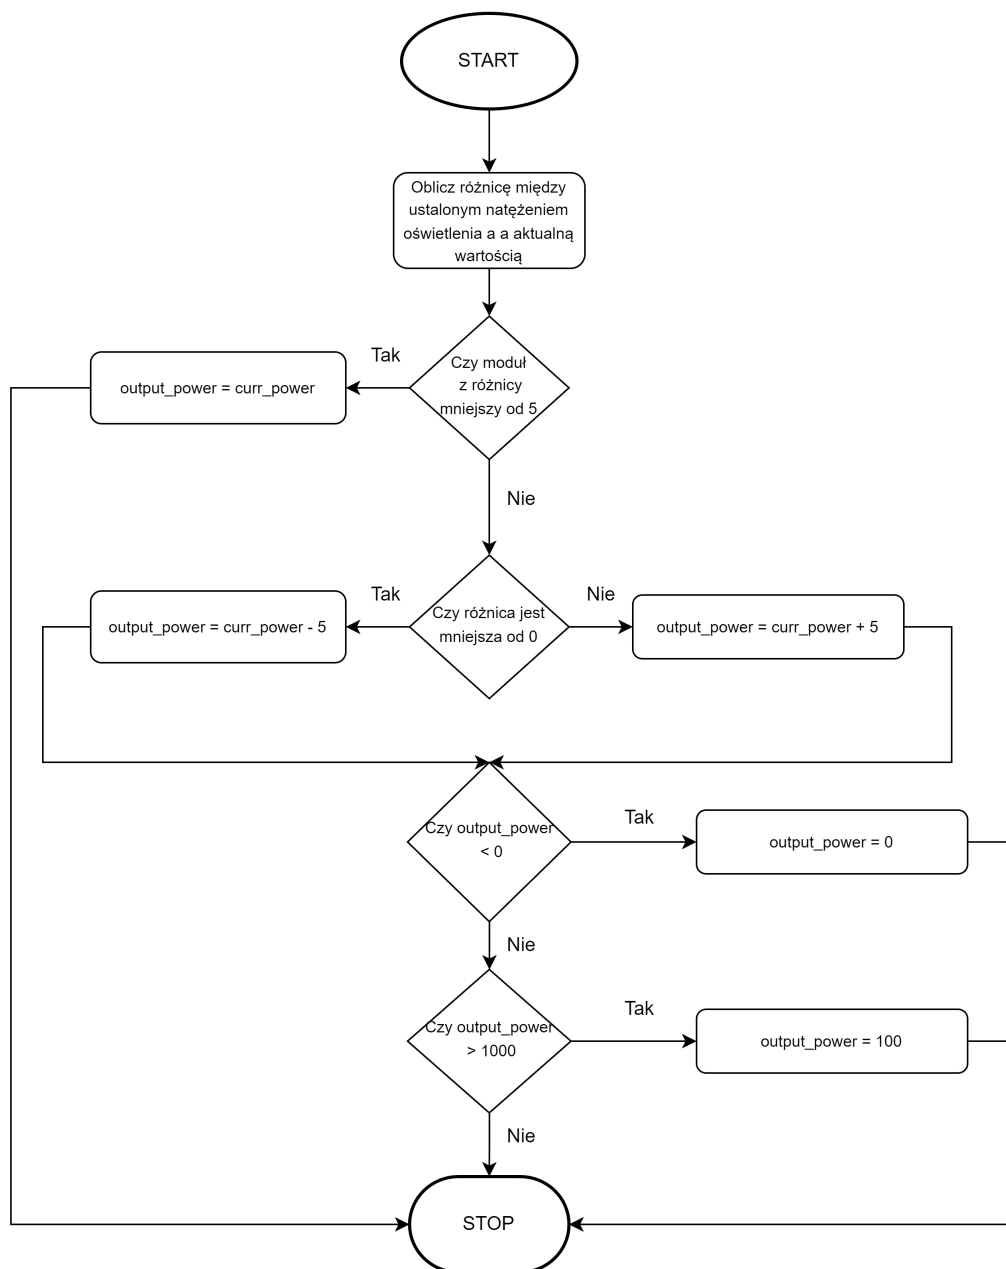 START
Oblicz różnicę między
ustalonym natężeniem
oświetlenia a a aktualną
wartością
Tak
Czy moduł
z różnicy
mniejszy od 5
output_power = curr_power
Nie
Tak
Czy różnica jest
mniejsza od 0
Nie
output_power = curr_power - 5
output_power = curr_power + 5
Czy output_power
< 0
Tak
output_power = 0
Nie
Czy output_power
> 1000
Tak
output_power = 100
Nie
STOP